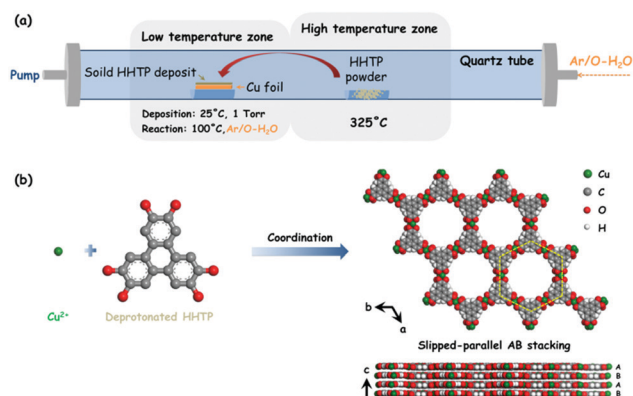 (a)
Low temperature zone
High temperature zone
Quartz tube
Pump
Soild HHTP deposit
Cu foil
HHTP
powder
Ar/O-H₂O
Deposition: 25°C, 1 Torr
Reaction: 100°C, Ar/O-H₂O
325°C
(b)
Cu
C
O
H
+
Coordination
Cu²⁺
Deprotonated HHTP
b
a
Slipped-parallel AB stacking
c
A
B
A
B